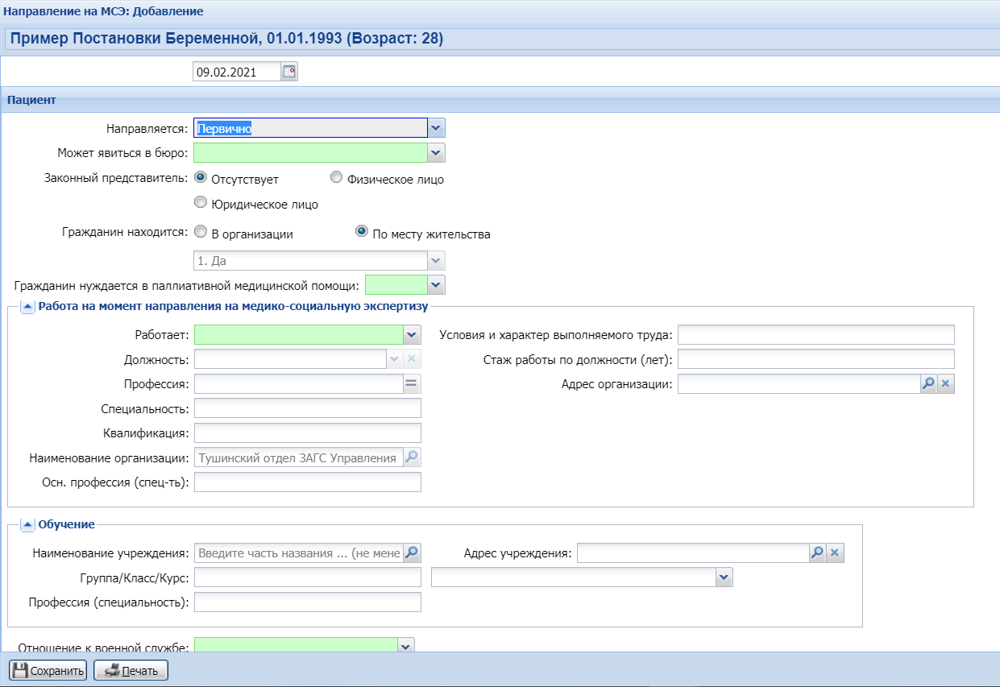 Направление на МСЭ: Добавление
Пример Постановки Беременной, 01.01.1993 (Возраст: 28)
09.02.2021
Пациент
Направляется: Первично
Может явиться в бюро:
Законный представитель: Отсутствует Физическое лицо
Юридическое лицо
Гражданин находится: В организации По месту жительства
1. Да
Гражданин нуждается в паллиативной медицинской помощи:
Работа на момент направления на медико-социальную экспертизу
Работает: Условия и характер выполняемого труда:
Должность: Стаж работы по должности (лет):
Профессия: Адрес организации:
Специальность:
Квалификация:
Наименование организации: Тушинский отдел ЗАГС Управления
Осн. профессия (спец-ть):
Обучение
Наименование учреждения: Введите часть названия ... (не мене Адрес учреждения:
Группа/Класс/Курс:
Профессия (специальность):
Отношение к военной службе:
Сохранить Печать